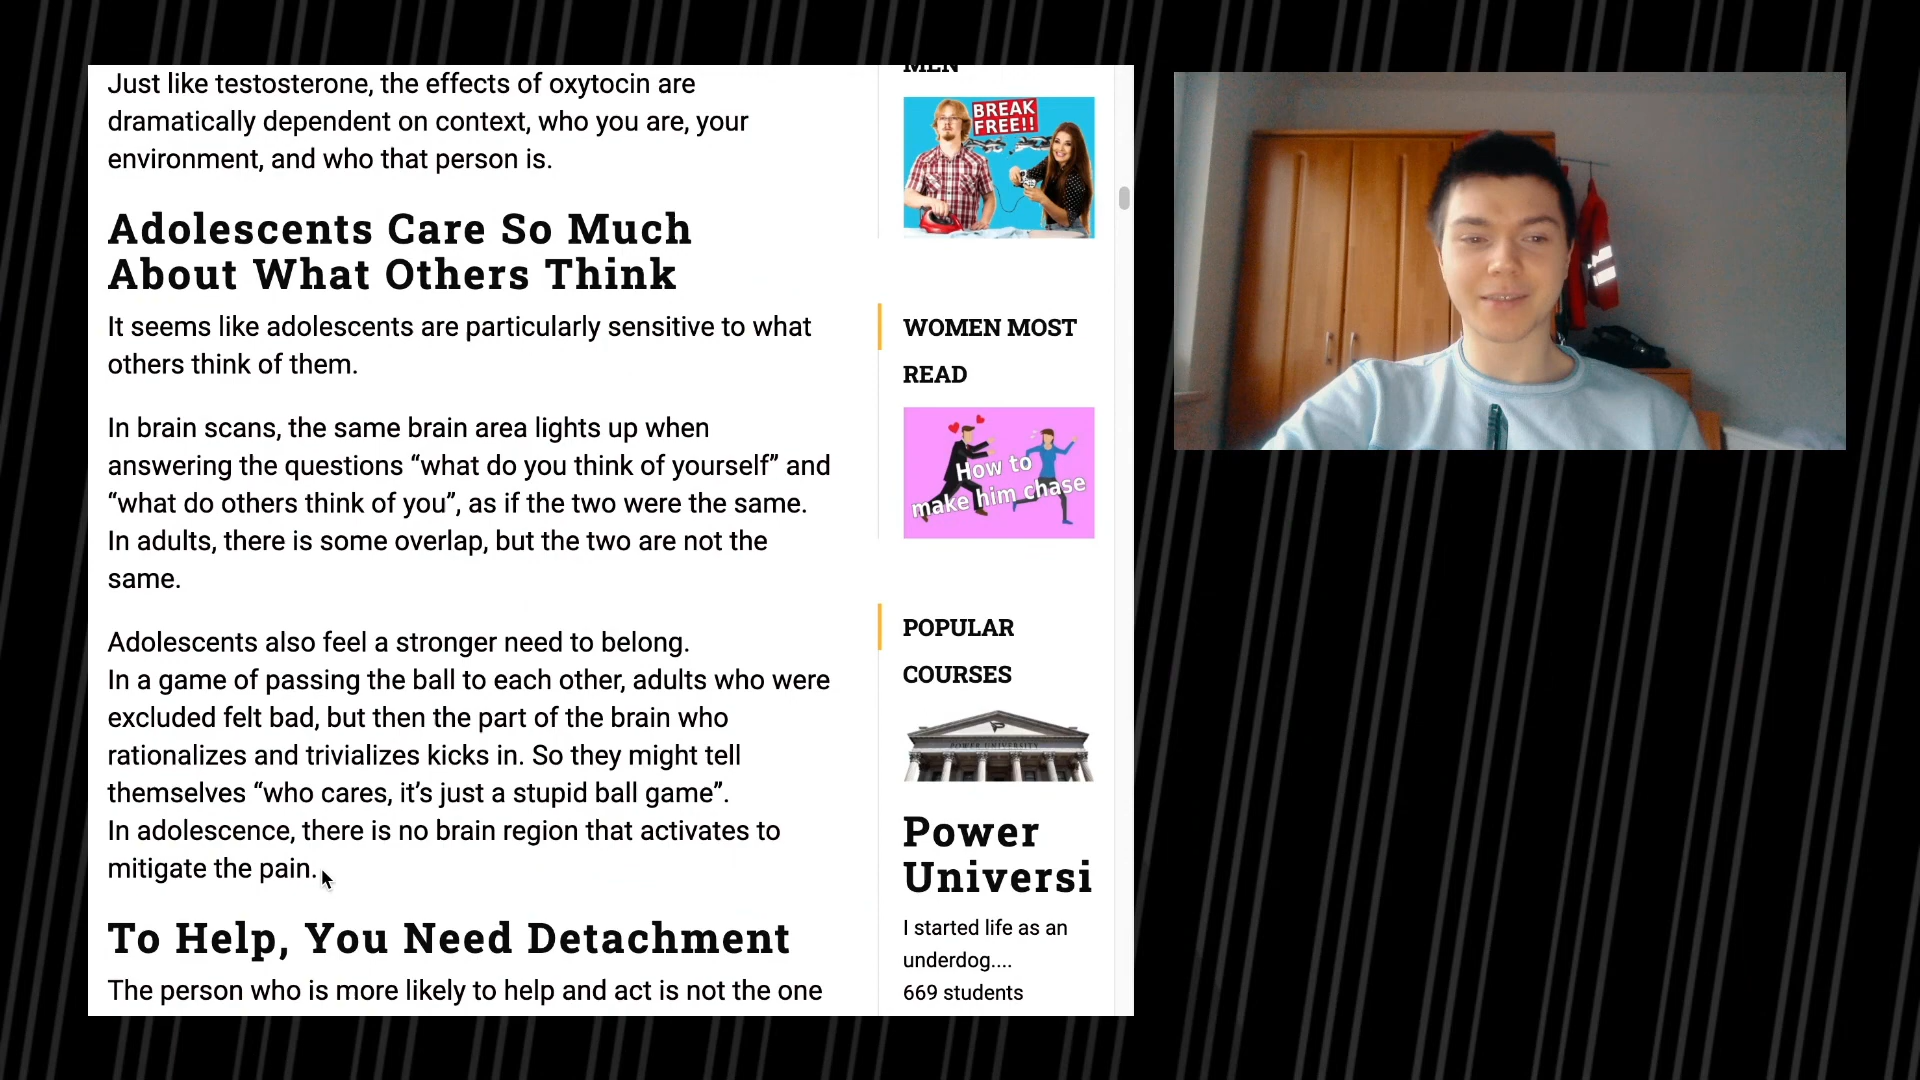 Just like testosterone, the effects of oxytocin are
dramatically dependent on context, who you are, your
environment, and who that person is.
Adolescents Care So Much
About What Others Think
It seems like adolescents are particularly sensitive to what
others think of them.
In brain scans, the same brain area lights up when
answering the questions “what do you think of yourself” and
“what do others think of you”, as if the two were the same.
In adults, there is some overlap, but the two are not the
same.
Adolescents also feel a stronger need to belong.
In a game of passing the ball to each other, adults who were
excluded felt bad, but then the part of the brain who
rationalizes and trivializes kicks in. So they might tell
themselves “who cares, it’s just a stupid ball game”.
In adolescence, there is no brain region that activates to
mitigate the pain.
To Help, You Need Detachment
The person who is more likely to help and act is not the one
MEN
BREAK
FREE!!
WOMEN MOST
READ
How to
make him chase
POPULAR
COURSES
POWER UNIVERSITY
Power
Universi
I started life as an
underdog....
669 students